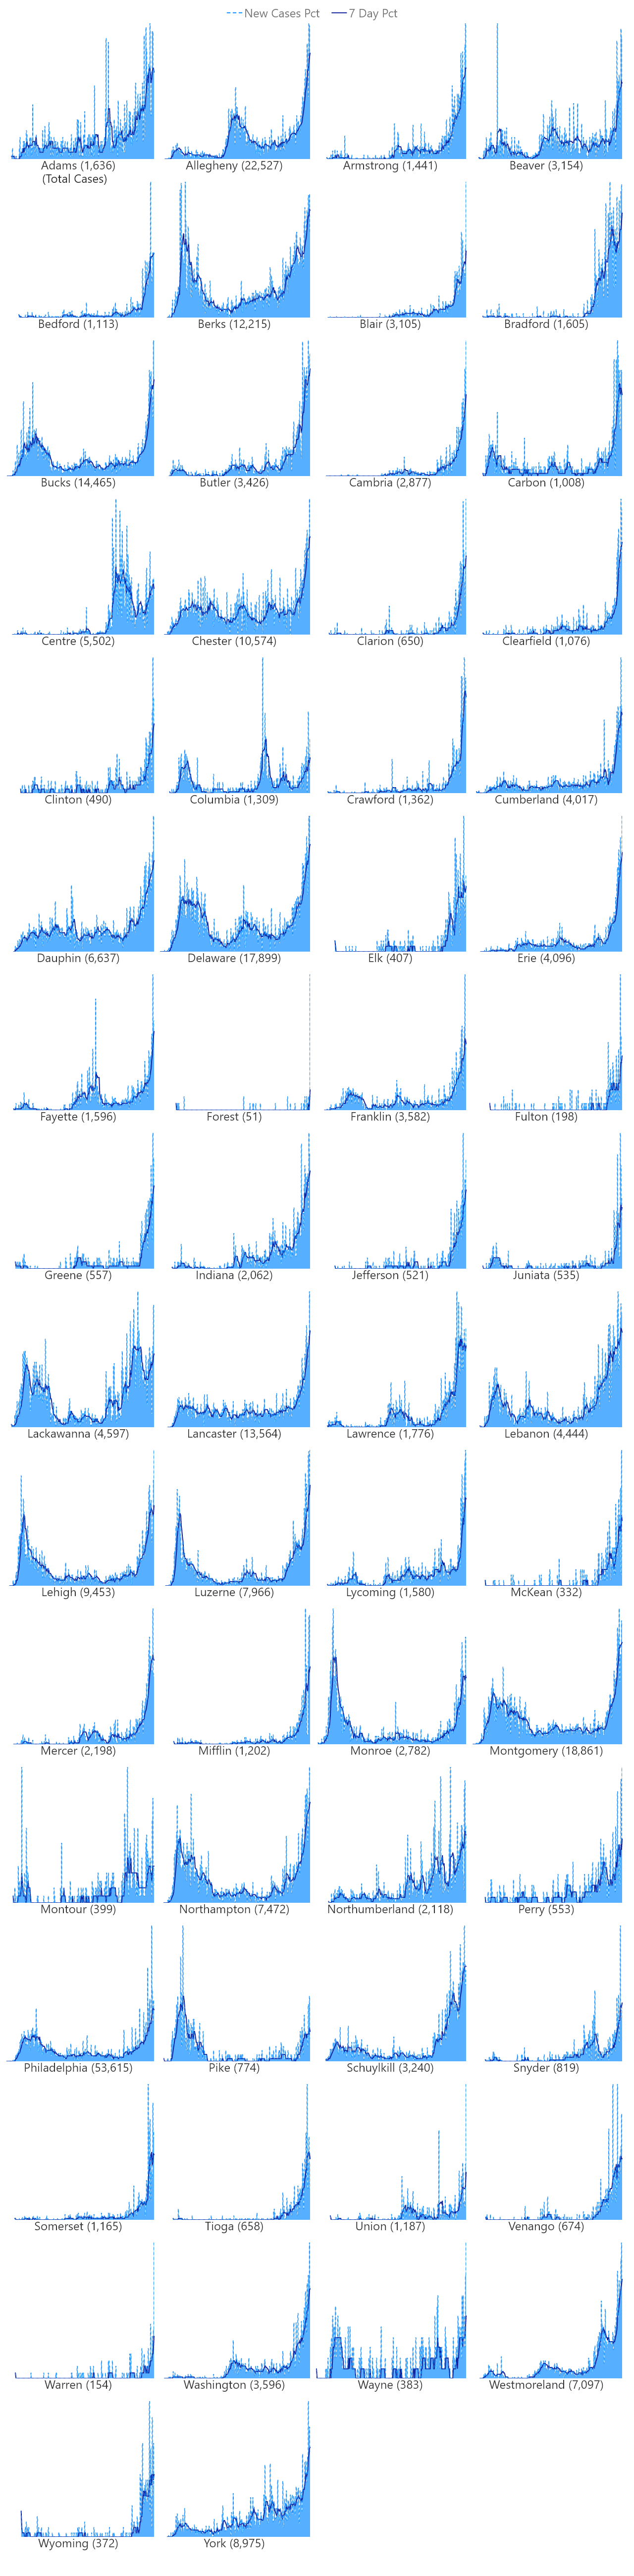 New Cases Pct 7 Day Pct
Adams (1,636) Allegheny (22,527) Armstrong (1,441) Beaver (3,154)
(Total Cases)
Bedford (1,113) Berks (12,215) Blair (3,105) Bradford (1,605)
Bucks (14,465) Butler (3,426) Cambria (2,877) Carbon (1,008)
Centre (5,502) Chester (10,574) Clarion (650) Clearfield (1,076)
Clinton (490) Columbia (1,309) Crawford (1,362) Cumberland (4,017)
Dauphin (6,637) Delaware (17,899) Elk (407) Erie (4,096)
Fayette (1,596) Forest (51) Franklin (3,582) Fulton (198)
Greene (557) Indiana (2,062) Jefferson (521) Juniata (535)
Lackawanna (4,597) Lancaster (13,564) Lawrence (1,776) Lebanon (4,444)
Lehigh (9,453) Luzerne (7,966) Lycoming (1,580) McKean (332)
Mercer (2,198) Mifflin (1,202) Monroe (2,782) Montgomery (18,861)
Montour (399) Northampton (7,472) Northumberland (2,118) Perry (553)
Philadelphia (53,615) Pike (774) Schuylkill (3,240) Snyder (819)
Somerset (1,165) Tioga (658) Union (1,187) Venango (674)
Warren (154) Washington (3,596) Wayne (383) Westmoreland (7,097)
Wyoming (372) York (8,975)